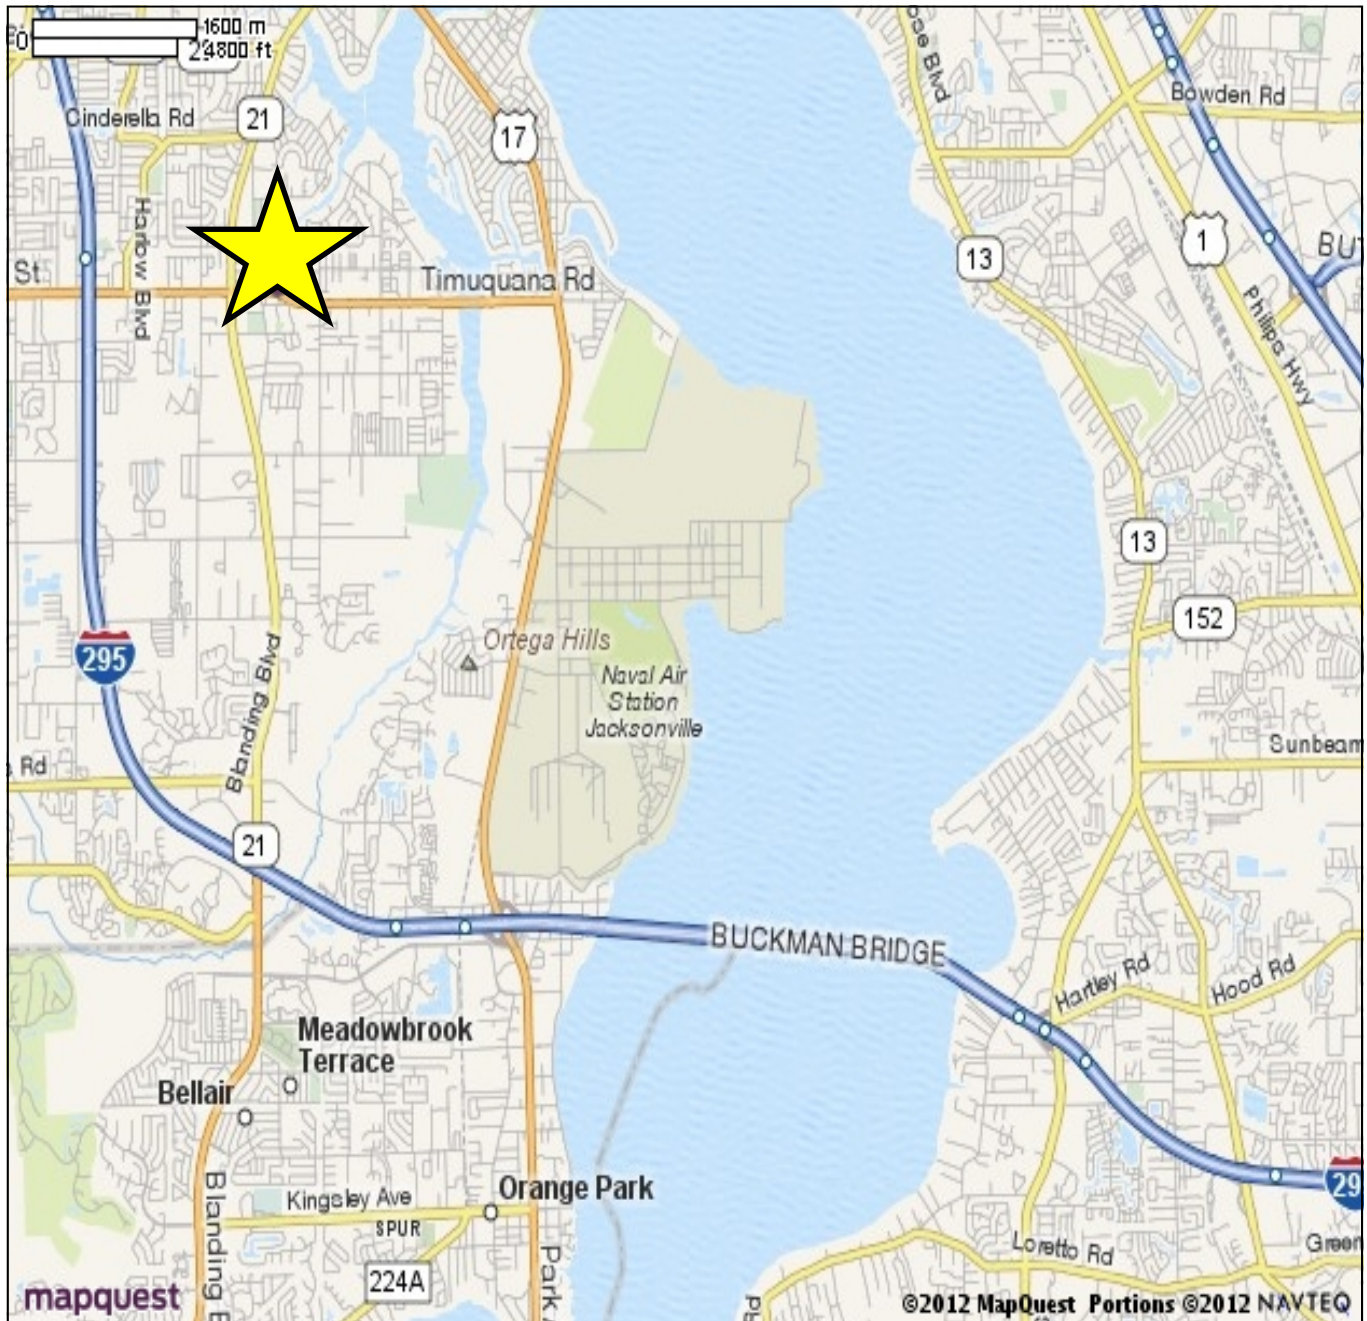 1600 m
0
4800 ft
Cinderella Rd
21
17
Bowden Rd
Harlow Blvd
St
Timuquana Rd
13
1
Philips Hwy
13
152
295
Ortega Hills
Naval Air
Station
Jacksonville
Blanding Blvd
Rd
Sunbeam
21
BUCKMAN BRIDGE
Hartley Rd
Hood Rd
Meadowbrook
Terrace
Bellair
Orange Park
Kingsley Ave
SPUR
Blanding B
224A
Park
Loretto Rd
Green
29
mapquest
©2012 MapQuest Portions ©2012 NAVTEQ